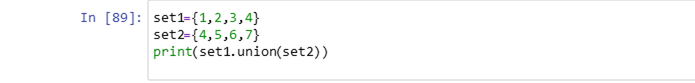 In [89]: set1={1,2,3,4}
set2={4,5,6,7}
print(set1.union(set2))